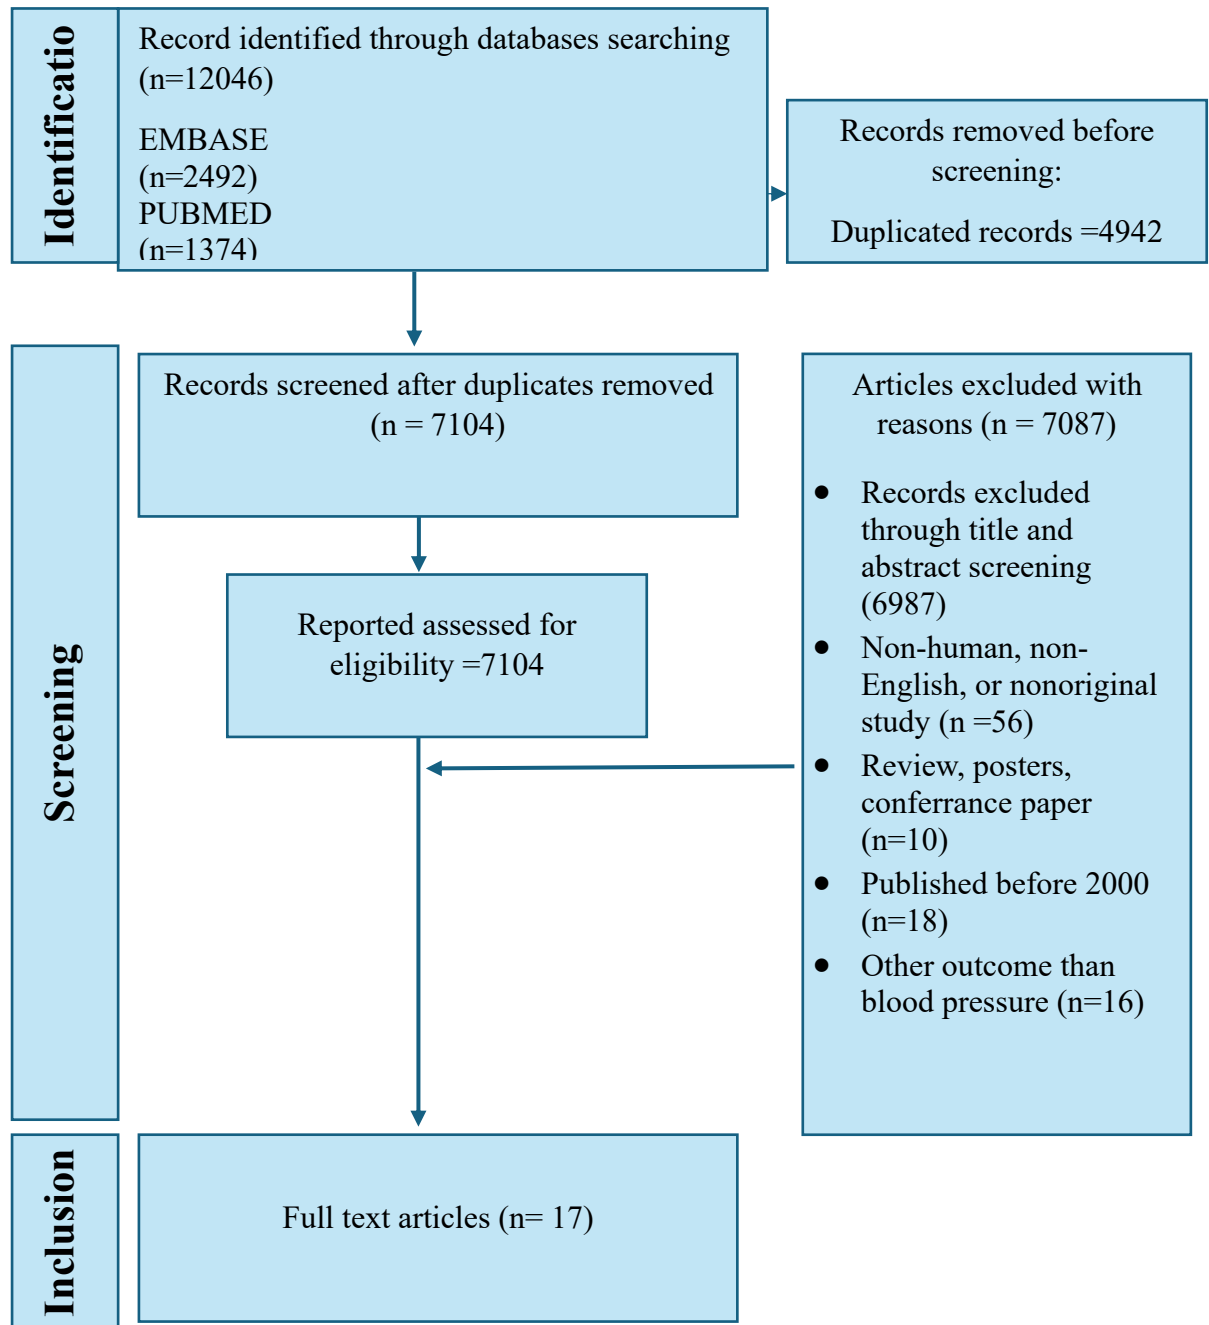 Identificatio
Record identified through databases searching
(n=12046)
EMBASE
(n=2492)
PUBMED
(n=1374)
Records removed before
screening:
Duplicated records =4942
Screening
Records screened after duplicates removed
(n = 7104)
Reported assessed for
eligibility =7104
Articles excluded with
reasons (n = 7087)
● Records excluded
through title and
abstract screening
(6987)
● Non-human, non-
English, or nonoriginal
study (n =56)
● Review, posters,
conferrance paper
(n=10)
● Published before 2000
(n=18)
● Other outcome than
blood pressure (n=16)
Inclusion
Full text articles (n= 17)